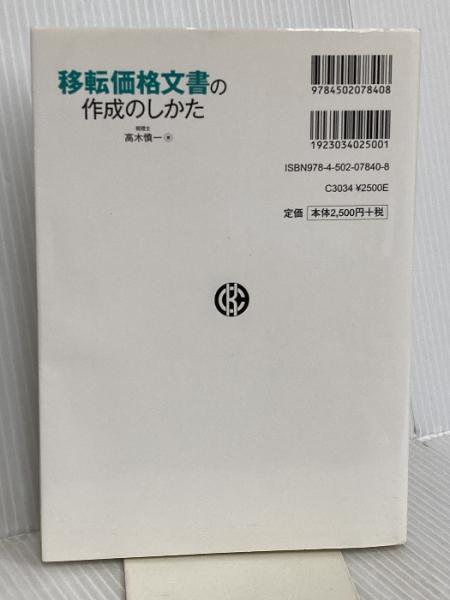 移転価格文書の
作成のしかた
税理士
高木慎一 著
9784502078408
1923034025001
ISBN978-4-502-07840-8
C3034 ¥2500E
定価 本体2,500円+税